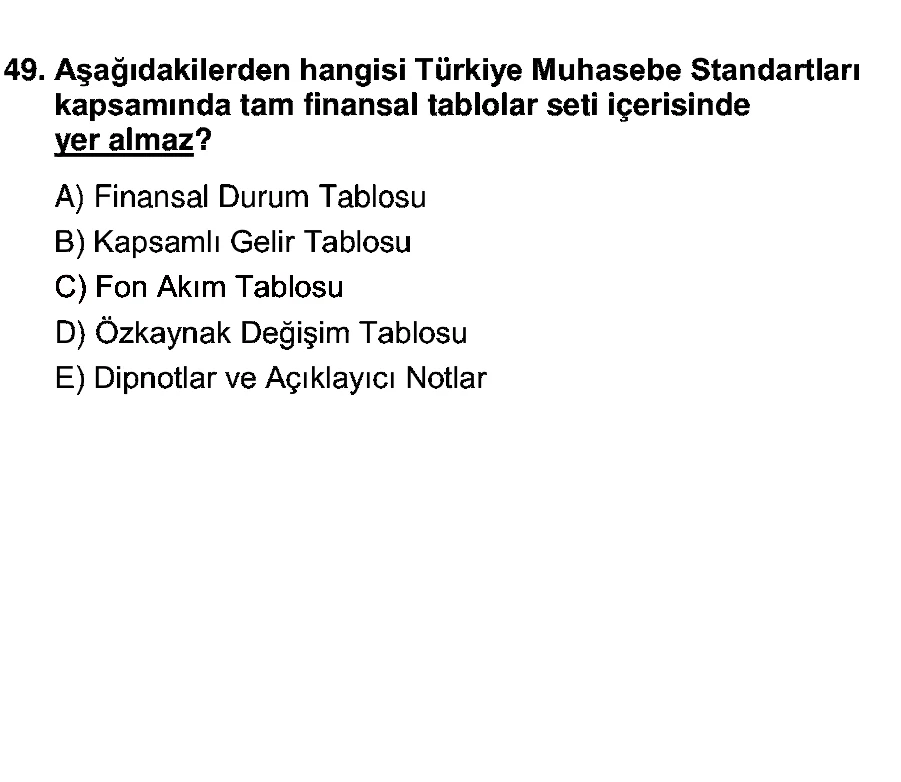 49. Aşağıdakilerden hangisi Türkiye Muhasebe Standartları
kapsamında tam finansal tablolar seti içerisinde
yer almaz?
A) Finansal Durum Tablosu
B) Kapsamlı Gelir Tablosu
C) Fon Akım Tablosu
D) Özkaynak Değişim Tablosu
E) Dipnotlar ve Açıklayıcı Notlar